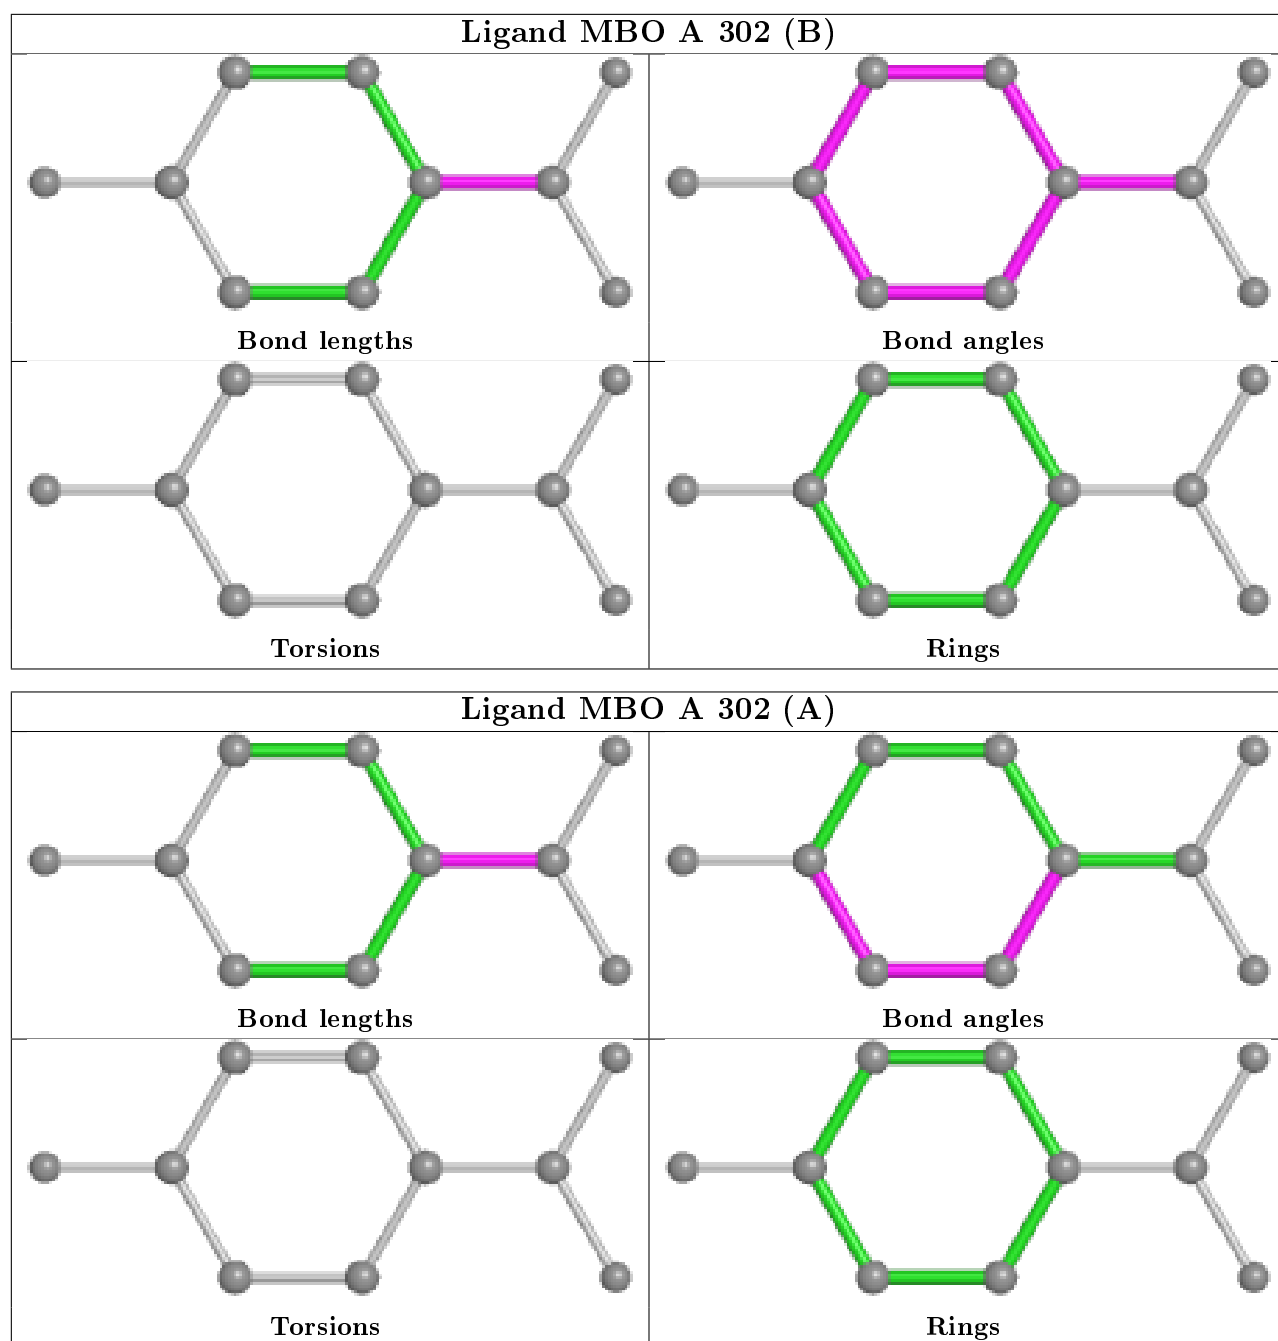 Ligand MBO A 302 (B)
Bond lengths
Bond angles
Torsions
Rings
Ligand MBO A 302 (A)
Bond lengths
Bond angles
Torsions
Rings